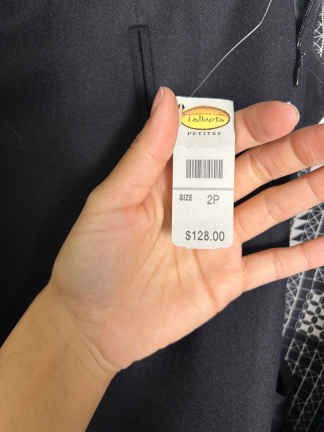 Talbots
PETITES
SIZE 2P
$128.00